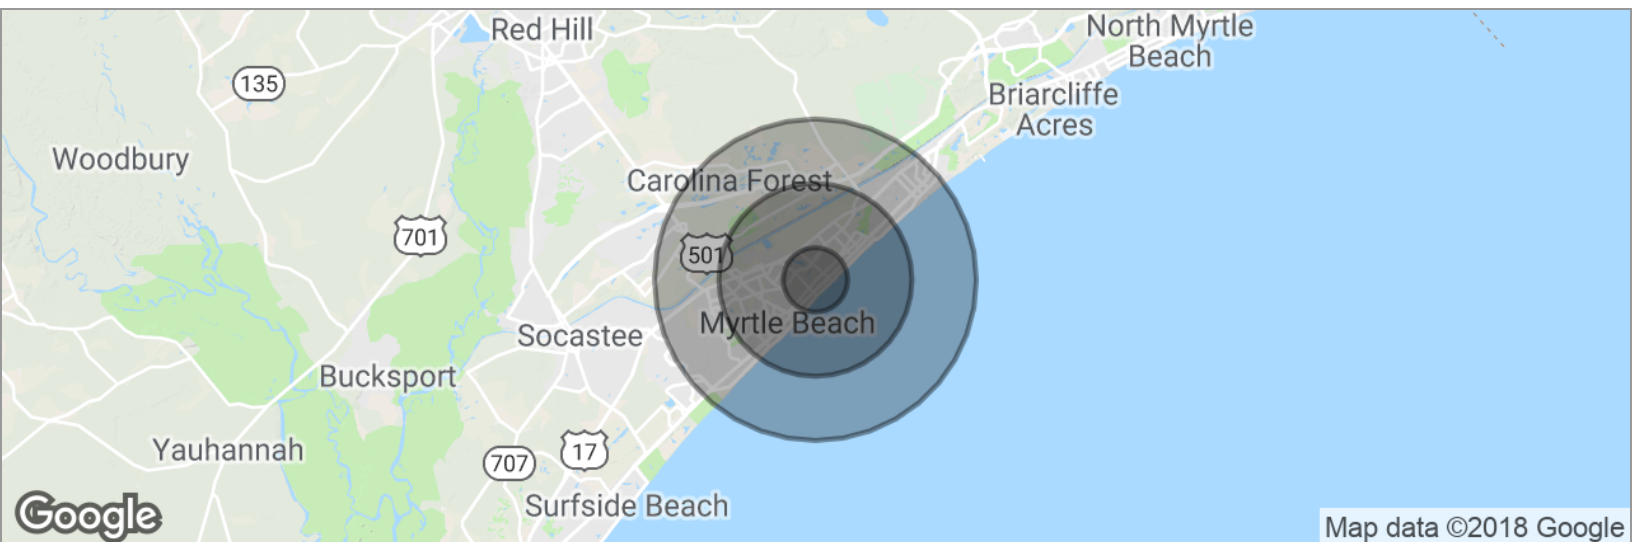 Red Hill
North Myrtle
Beach
135
Briarcliffe
Acres
Woodbury
Carolina Forest
701
501
Myrtle Beach
Socastee
Bucksport
Yauhannah
17
707
Surfside Beach
Google
Map data ©2018 Google